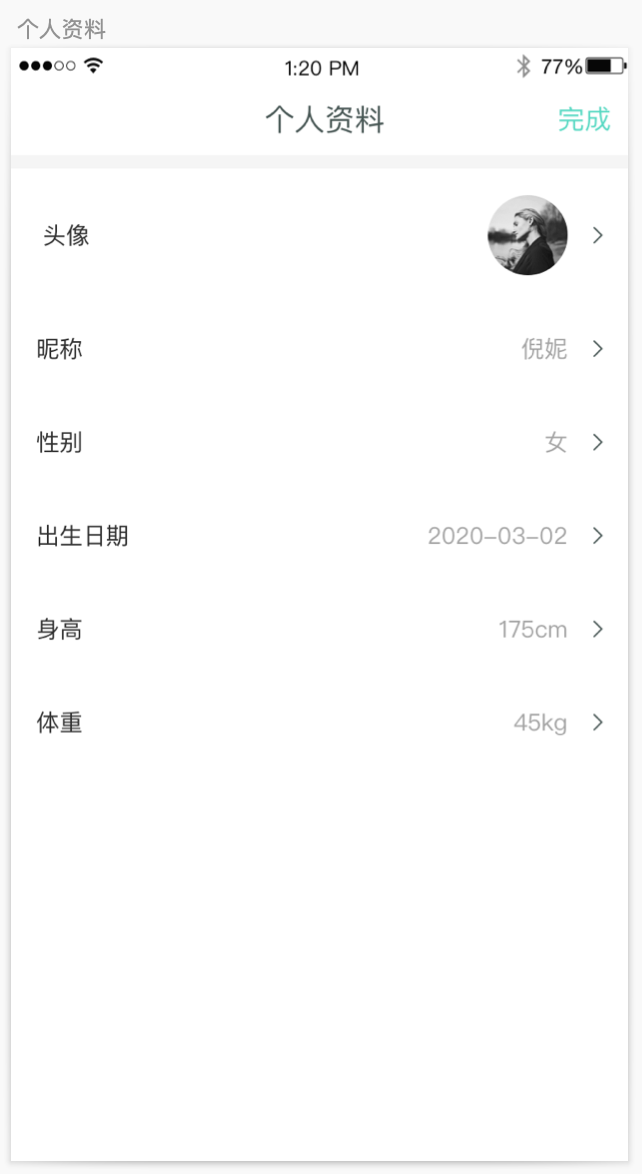 个人资料
1:20 PM 77%
个人资料 完成
头像
昵称 倪妮
性别 女
出生日期 2020-03-02
身高 175cm
体重 45kg